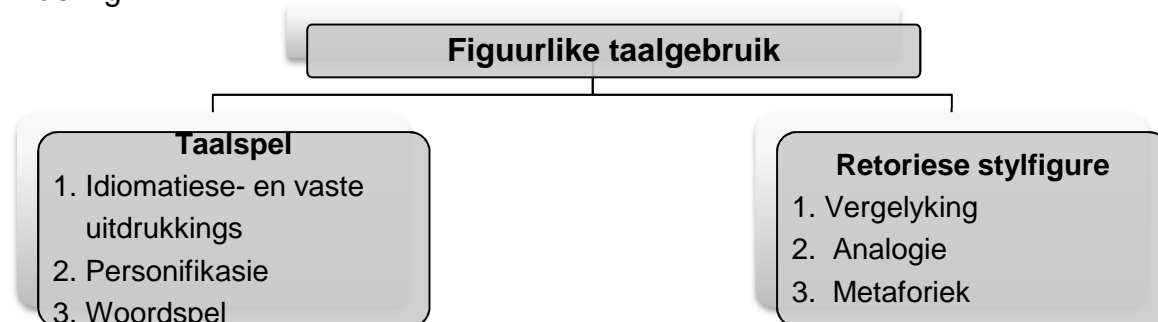 Figuurlike taalgebruik
Taalspel
1. Idiomatiese- en vaste
uitdrukkings
2. Personifikasie
3. Woordspel
Retoriese stylfigure
1. Vergelyking
2. Analogie
3. Metaforiek